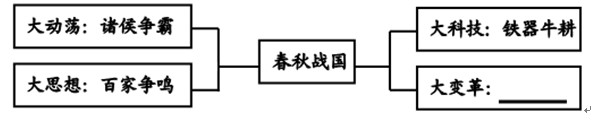 大动荡：诸侯争霸
大思想：百家争鸣
春秋战国
大科技：铁器牛耕
大变革：______